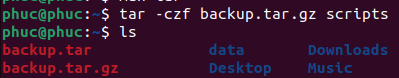 phuc@phuc:~$ tar -czf backup.tar.gz scripts
phuc@phuc:~$ ls
backup.tar data Downloads
backup.tar.gz Desktop Music